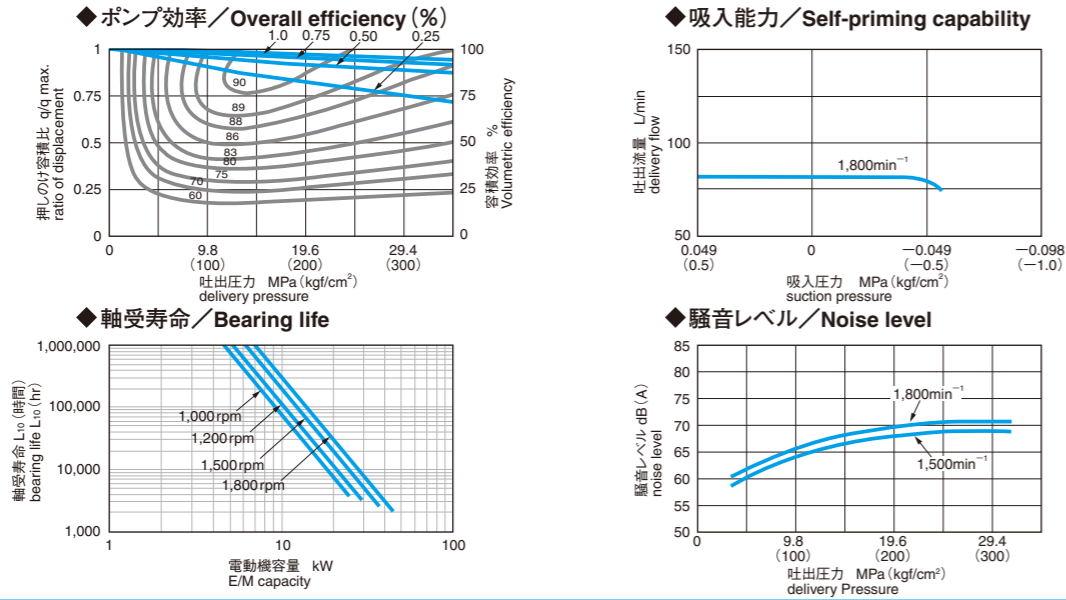 ◆ポンプ効率／Overall efficiency（%）
1.0 0.75 0.50 0.25
1
0.75
0.5
0.25
0
押しのけ容積比 q/q max.
ratio of displacement
90
89
88
86
83
80
75
70
60
100
75
50
25
0
容積効率 %
Volumetric efficiency
0 9.8 19.6 29.4
（100） （200） （300）
吐出圧力 MPa（kgf/cm²）
delivery pressure
◆吸入能力／Self-priming capability
150
100
50
吐出流量 L/min
delivery flow
1,800min⁻¹
0.049 0 −0.049 −0.098
（0.5） （−0.5） （−1.0）
吸入圧力 MPa（kgf/cm²）
suction pressure
◆軸受寿命／Bearing life
1,000,000
100,000
10,000
1,000
軸受寿命 L₁₀（時間）
bearing life L₁₀（hr）
1,000rpm
1,200rpm
1,500rpm
1,800rpm
1 10 100
電動機容量 kW
E/M capacity
◆騒音レベル／Noise level
85
80
75
70
65
60
55
50
騒音レベル dB（A）
noise level
1,800min⁻¹
1,500min⁻¹
0 9.8 19.6 29.4
（100） （200） （300）
吐出圧力 MPa（kgf/cm²）
delivery Pressure